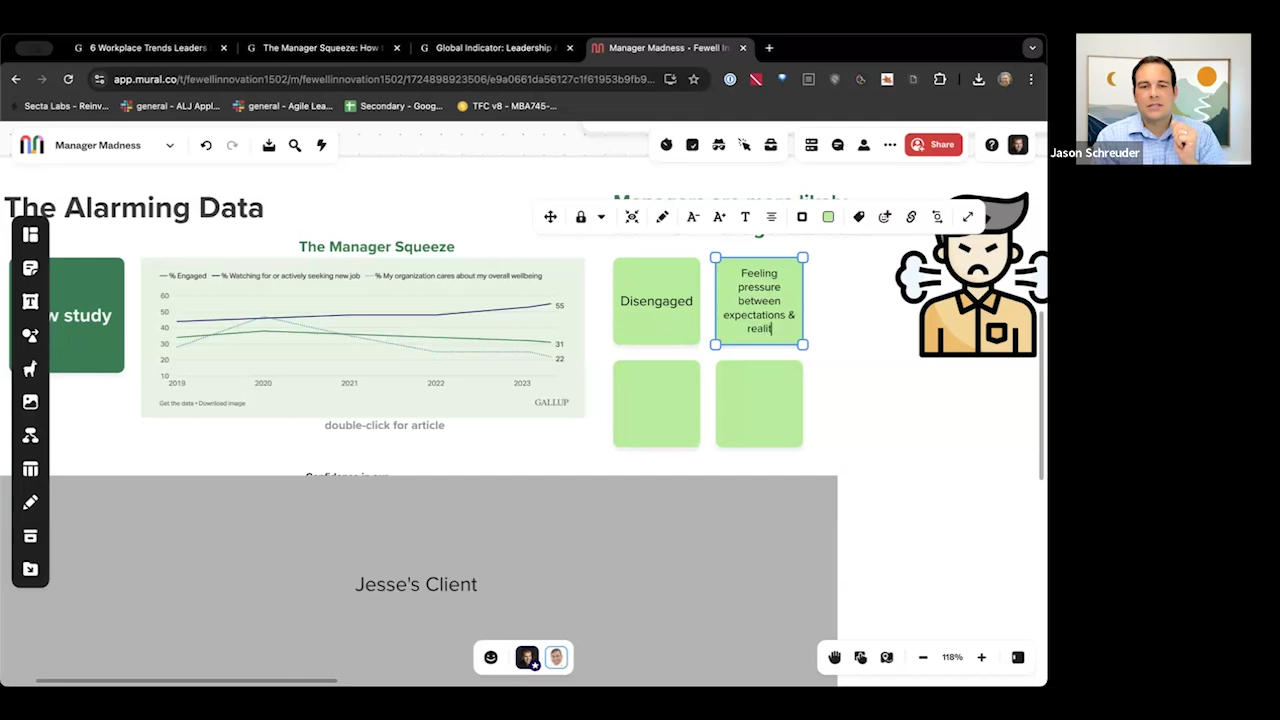 6 Workplace Trends Leaders
The Manager Squeeze: How
Global Indicator: Leadership
Manager Madness - Fewell In
app.mural.co/t/fewellinnovation1502/m/fewellinnovation1502/1724898923506/e9a0661da56127c1f61953b9fb9...
Secta Labs - Reinv...
general - ALJ Appl...
general - Agile Lea...
Secondary - Goog...
TFC v8 - MBA745-...
Jason Schreuder
Manager Madness
Share
The Alarming Data
Managers are more likely
The Manager Squeeze
% Engaged
% Watching for or actively seeking new job
% My organization cares about my overall wellbeing
w study
60
50
40
30
20
10
55
31
22
2019
2020
2021
2022
2023
Get the data • Download image
GALLUP
double-click for article
Disengaged
Feeling
pressure
between
expectations &
realit
Jesse's Client
118%